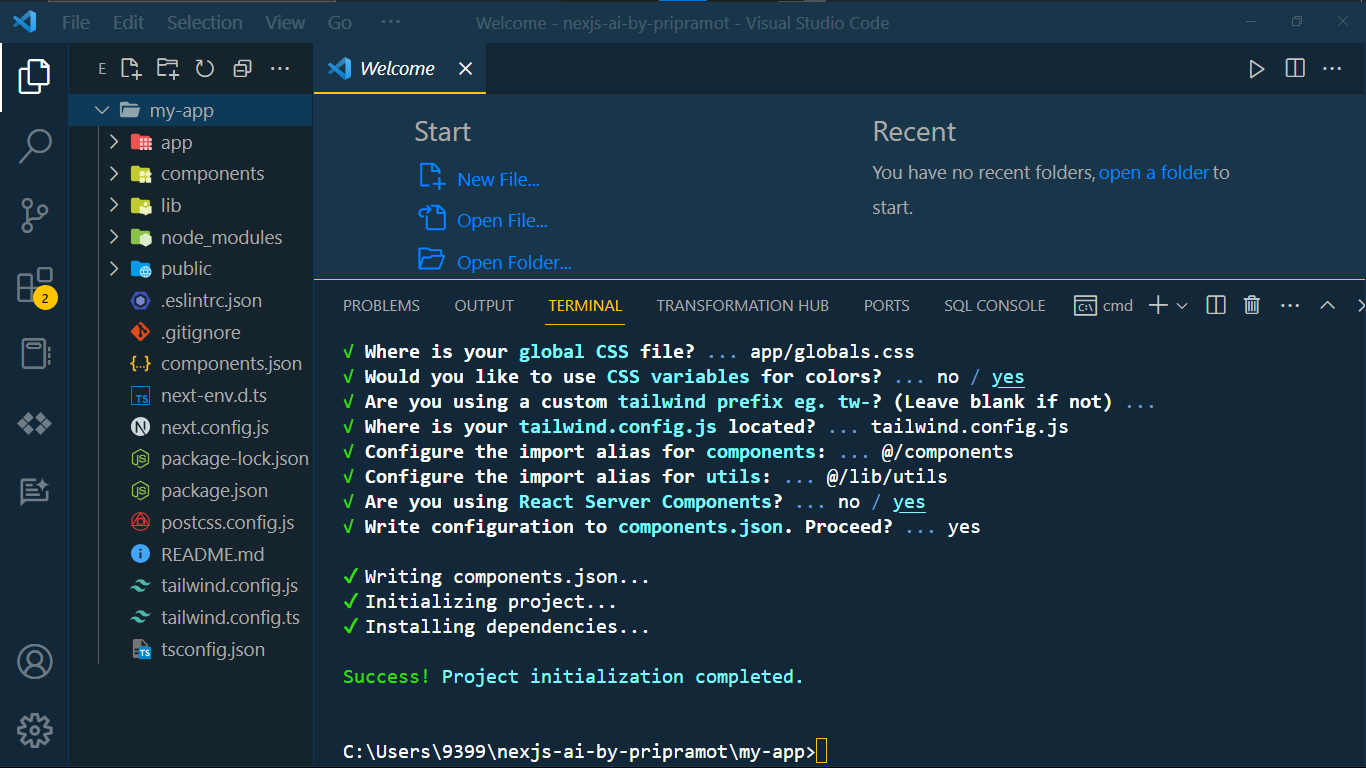 File Edit Selection View Go ··· Welcome - nexjs-ai-by-pripramot - Visual Studio Code
E
Welcome
my-app
app
components
lib
node_modules
public
.eslintrc.json
.gitignore
components.json
next-env.d.ts
next.config.js
package-lock.json
package.json
postcss.config.js
README.md
tailwind.config.js
tailwind.config.ts
tsconfig.json
2
Start
New File...
Open File...
Open Folder...
Recent
You have no recent folders, open a folder to
start.
PROBLEMS OUTPUT TERMINAL TRANSFORMATION HUB PORTS SQL CONSOLE cmd
√ Where is your global CSS file? ... app/globals.css
√ Would you like to use CSS variables for colors? ... no / yes
√ Are you using a custom tailwind prefix eg. tw-? (Leave blank if not) ...
√ Where is your tailwind.config.js located? ... tailwind.config.js
√ Configure the import alias for components: ... @/components
√ Configure the import alias for utils: ... @/lib/utils
√ Are you using React Server Components? ... no / yes
√ Write configuration to components.json. Proceed? ... yes
✔ Writing components.json...
✔ Initializing project...
✔ Installing dependencies...
Success! Project initialization completed.
C:\Users\9399\nexjs-ai-by-pripramot\my-app>